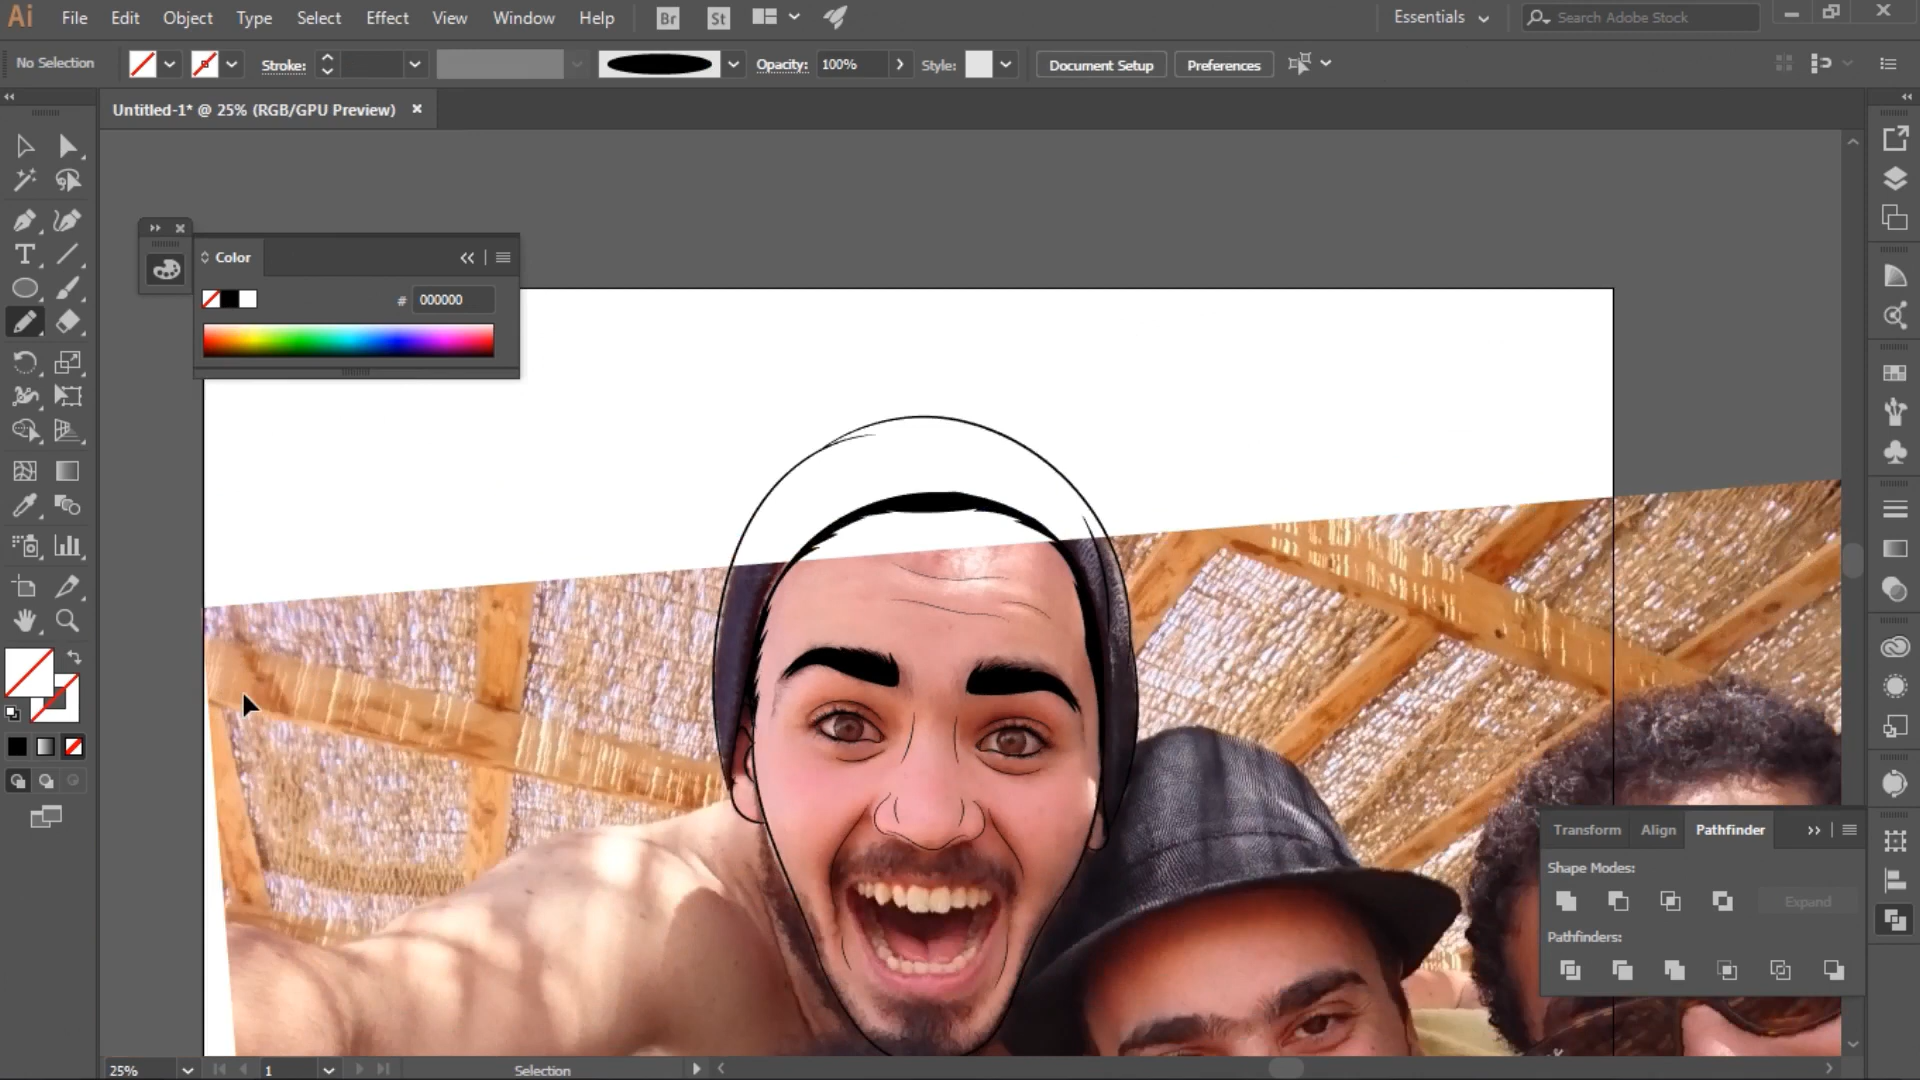 Ai File Edit Object Type Select Effect View Window Help Br St Essentials Search Adobe Stock
No Selection Stroke: Opacity: 100% Style: Document Setup Preferences
Untitled-1* @ 25% (RGB/GPU Preview)
Color
# 000000
T
Transform Align Pathfinder
Shape Modes:
Expand
Pathfinders:
25% 1 Selection